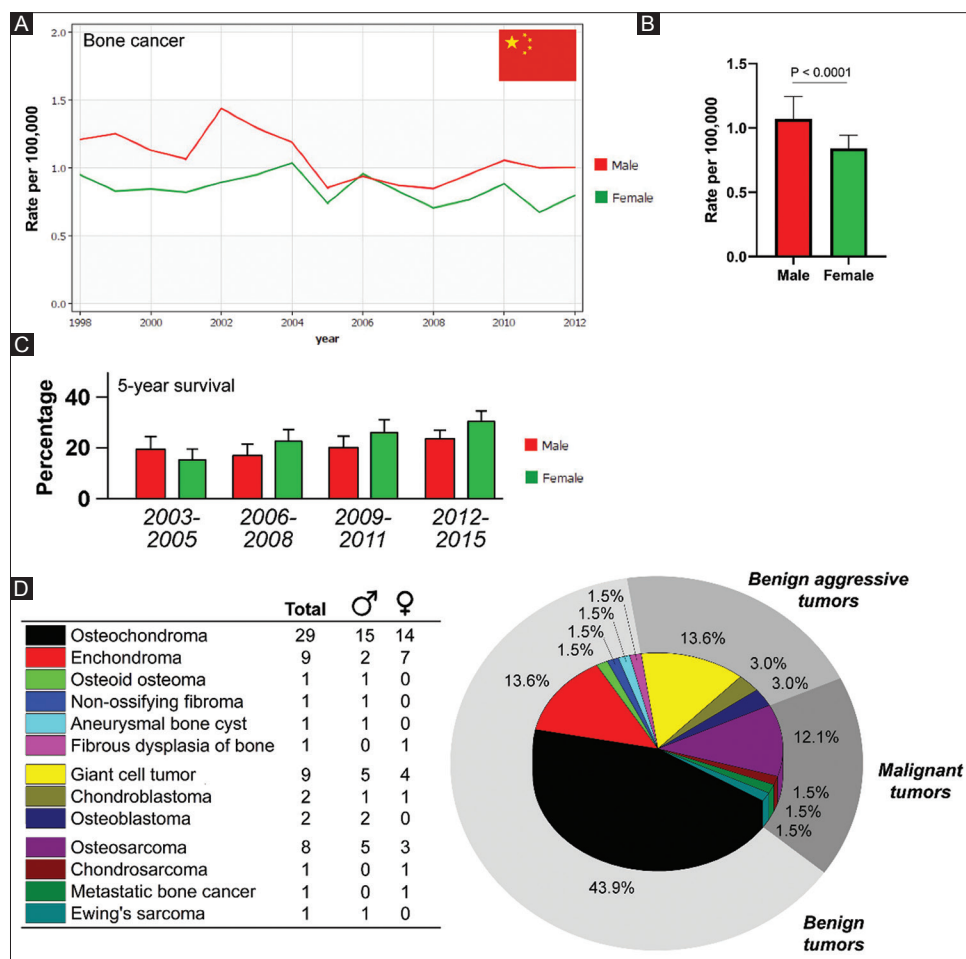 A
Bone cancer
2.0
1.5
1.0
0.5
0.0
Rate per 100,000
1998
2000
2002
2004
2006
2008
2010
2012
year
Male
Female
B
P < 0.0001
1.5
1.0
0.5
0.0
Rate per 100,000
Male
Female
C
5-year survival
40
20
0
Percentage
2003-
2005
2006-
2008
2009-
2011
2012-
2015
Male
Female
D
Total ♂ ♀
Osteochondroma 29 15 14
Enchondroma 9 2 7
Osteoid osteoma 1 1 0
Non-ossifying fibroma 1 1 0
Aneurysmal bone cyst 1 1 0
Fibrous dysplasia of bone 1 0 1
Giant cell tumor 9 5 4
Chondroblastoma 2 1 1
Osteoblastoma 2 2 0
Osteosarcoma 8 5 3
Chondrosarcoma 1 0 1
Metastatic bone cancer 1 0 1
Ewing's sarcoma 1 1 0
Benign aggressive
tumors
1.5%
1.5%
1.5%
1.5%
13.6%
13.6%
3.0%
3.0%
12.1%
Malignant
tumors
1.5%
1.5%
1.5%
43.9%
Benign
tumors